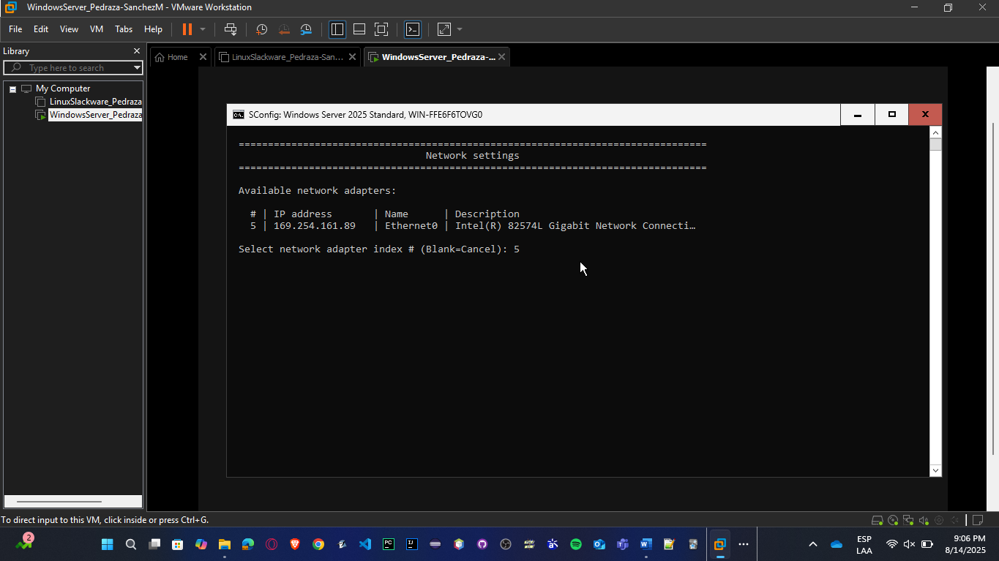 WindowsServer_Pedraza-SanchezM - VMware Workstation
File Edit View VM Tabs Help
Library
Type here to search
My Computer
LinuxSlackware_Pedraza
WindowsServer_Pedraza
Home
LinuxSlackware_Pedraza-San...
WindowsServer_Pedraza-...
SConfig: Windows Server 2025 Standard, WIN-FFE6F6TOVG0
================================================================================
Network settings
================================================================================
Available network adapters:
# | IP address | Name | Description
5 | 169.254.161.89 | Ethernet0 | Intel(R) 82574L Gigabit Network Connecti…
Select network adapter index # (Blank=Cancel): 5
To direct input to this VM, click inside or press Ctrl+G.
2
ESP
LAA
9:06 PM
8/14/2025